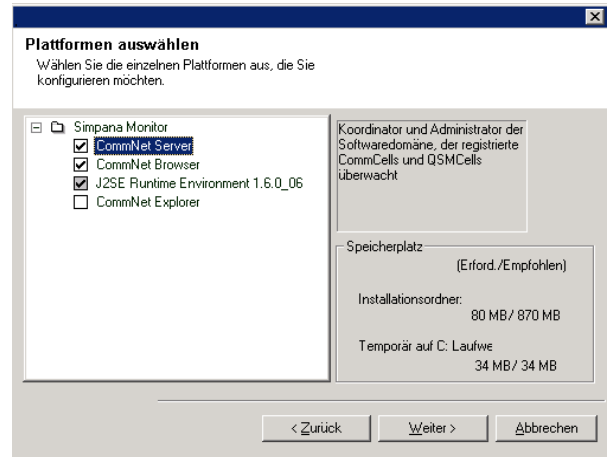 Plattformen auswählen
Wählen Sie die einzelnen Plattformen aus, die Sie
konfigurieren möchten.
Simpana Monitor
CommNet Server
CommNet Browser
J2SE Runtime Environment 1.6.0_06
CommNet Explorer
Koordinator und Administrator der
Softwaredomäne, der registrierte
CommCells und QSMCells
überwacht
Speicherplatz
(Erford./Empfohlen)
Installationsordner:
80 MB/ 870 MB
Temporär auf C: Laufwe
34 MB/ 34 MB
< Zurück
Weiter >
Abbrechen